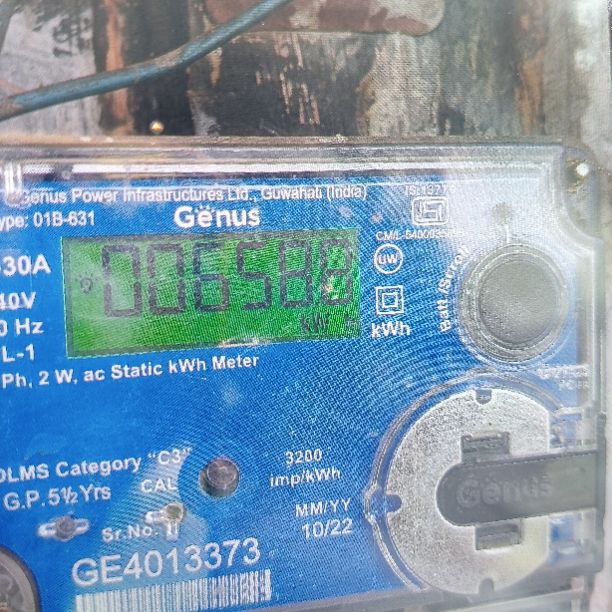 Genus Power Infrastructures Ltd., Guwahati (India)
ype: 01B-631
Genus
-30A
40V
0 Hz
L-1
UW
kWh
kW h
Ph, 2 W, ac Static kWh Meter
Batt /Scroll
DLMS Category "C3"
G.P. 5½ Yrs
CAL
3200
imp/kWh
MM/YY
10/22
Sr.No.
GE4013373
Genus